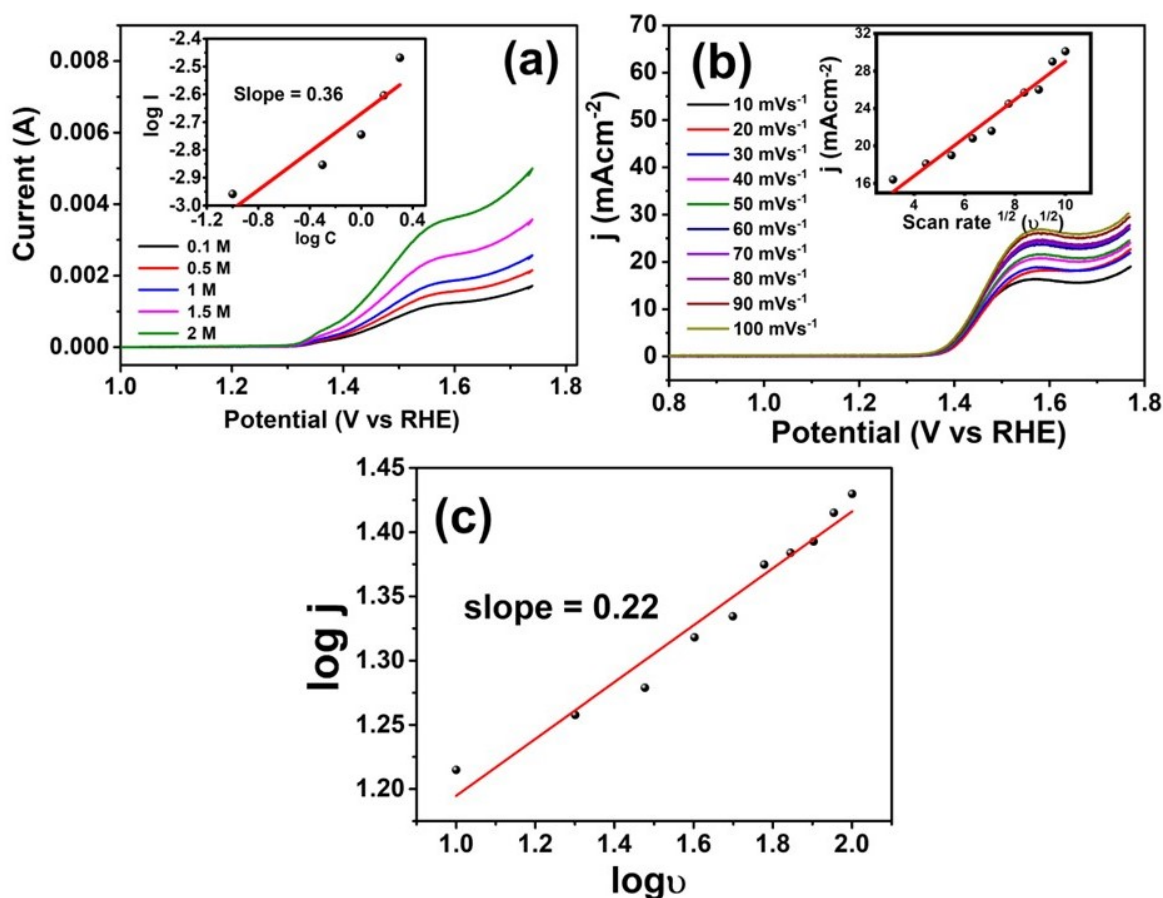 (a)
0.008
0.006
0.004
0.002
0.000
Current (A)
1.0 1.2 1.4 1.6 1.8
Potential (V vs RHE)
-2.4
-2.5
-2.6
-2.7
-2.8
-2.9
-3.0
log I
Slope = 0.36
-1.2 -0.8 -0.4 0.0 0.4
log C
0.1 M
0.5 M
1 M
1.5 M
2 M
(b)
70
60
50
40
30
20
10
0
j (mAcm-2)
0.8 1.0 1.2 1.4 1.6 1.8
Potential (V vs RHE)
10 mVs-1
20 mVs-1
30 mVs-1
40 mVs-1
50 mVs-1
60 mVs-1
70 mVs-1
80 mVs-1
90 mVs-1
100 mVs-1
32
28
24
20
16
j (mAcm-2)
4 6 8 10
Scan rate 1/2 (υ1/2)
(c)
1.45
1.40
1.35
1.30
1.25
1.20
log j
slope = 0.22
1.0 1.2 1.4 1.6 1.8 2.0
logυ